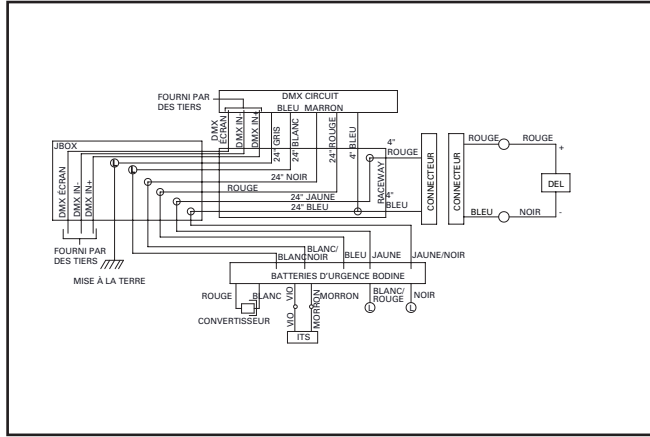 FOURNI PAR
DES TIERS
DMX CIRCUIT
BLEU MARRON
DMX
ÉCRAN
DMX IN-
DMX IN+
24" GRIS
24" BLANC
24" ROUGE
4" BLEU
4"
ROUGE
JBOX
24" NOIR
ROUGE
24" JAUNE
24" BLEU
RACEWAY
4"
BLEU
CONNECTEUR
CONNECTEUR
ROUGE
ROUGE
+
DEL
BLEU
NOIR
-
DMX ÉCRAN
DMX IN-
DMX IN+
FOURNI PAR
DES TIERS
MISE À LA TERRE
BLANC
BLANC/
NOIR
BLEU
JAUNE
JAUNE/NOIR
BATTERIES D'URGENCE BODINE
ROUGE
BLANC
CONVERTISSEUR
VIO
VIO
MORRON
MORRON
ITS
BLANC/
ROUGE
NOIR
L
L